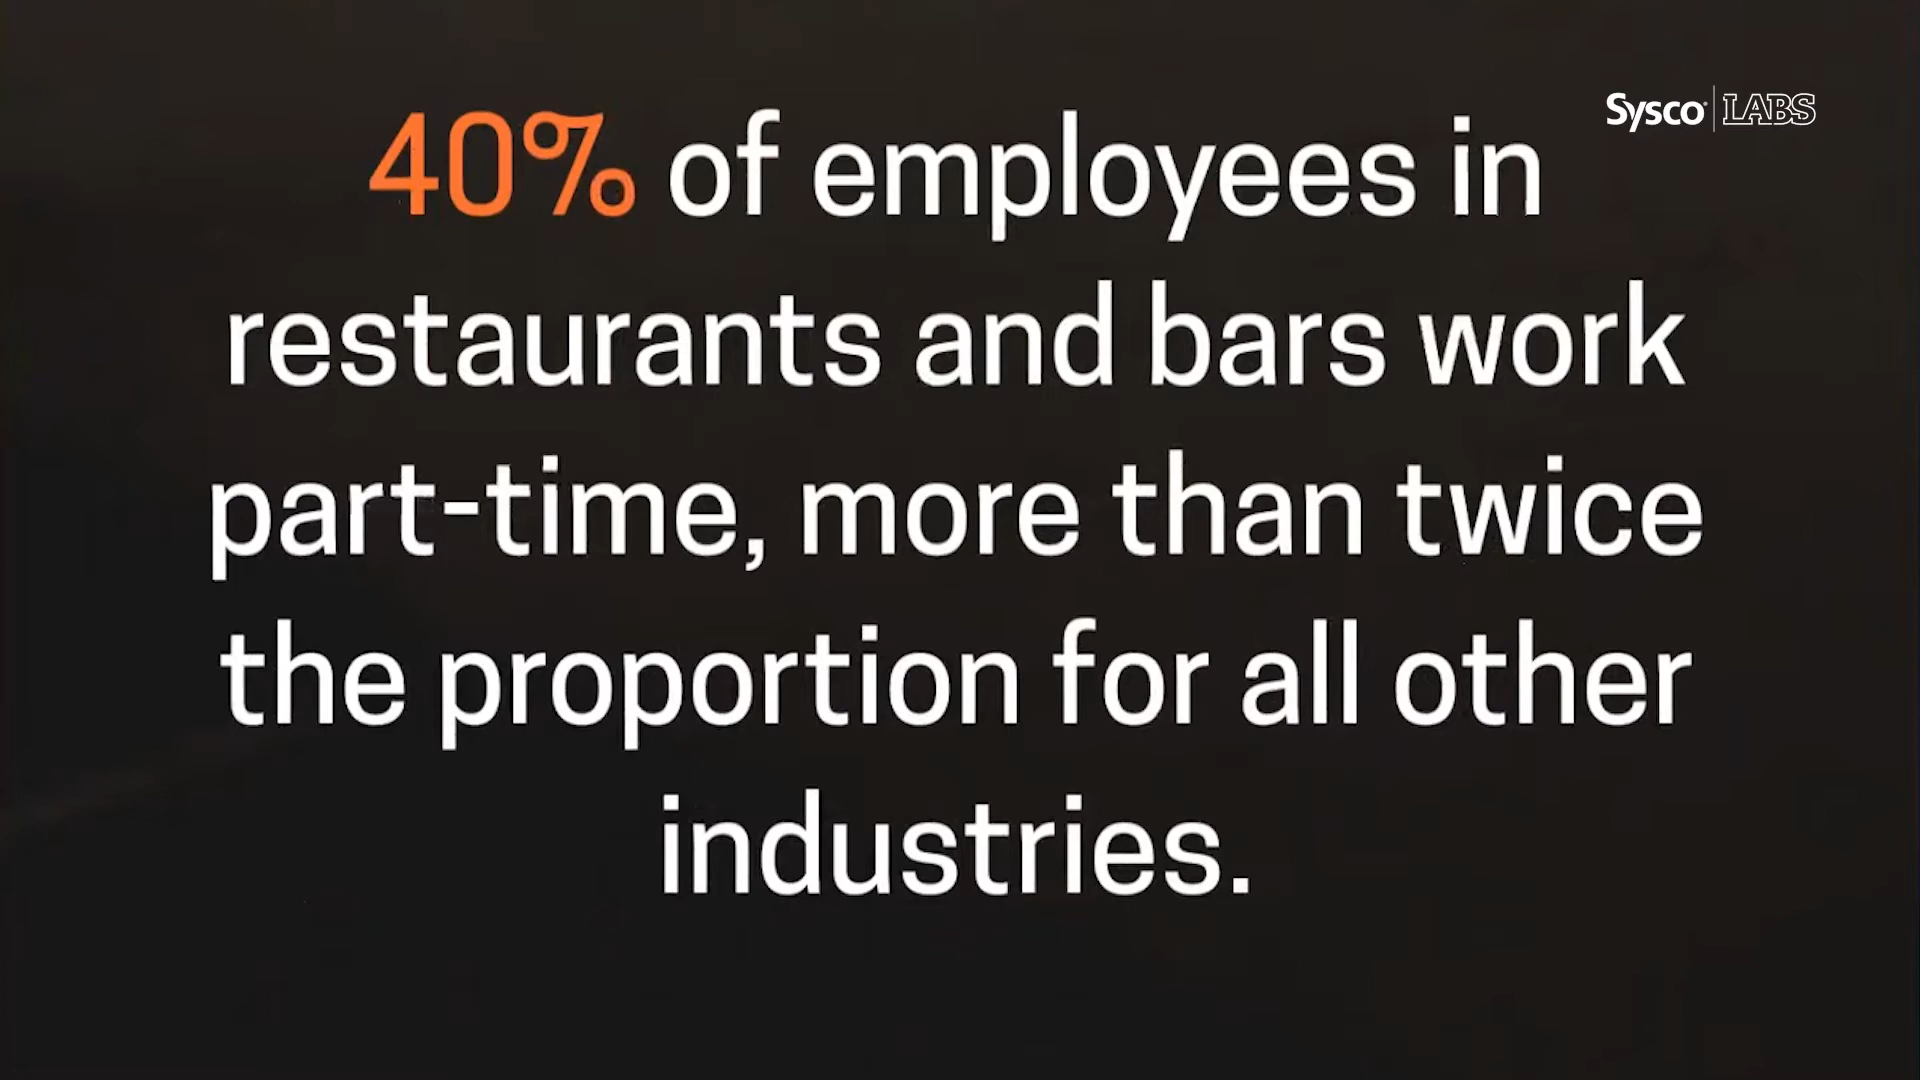 Sysco LABS
40% of employees in
restaurants and bars work
part-time, more than twice
the proportion for all other
industries.